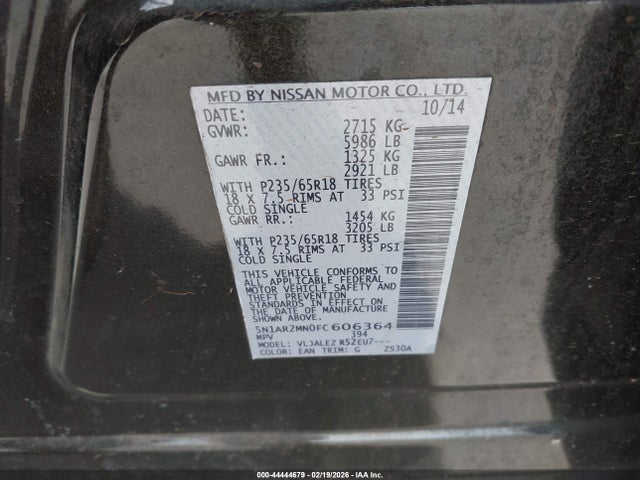 MFD BY NISSAN MOTOR CO., LTD.
DATE: 10/14
GVWR: 2715 KG
5986 LB
GAWR FR.: 1325 KG
2921 LB
WITH P235/65R18 TIRES
18 X 7.5 RIMS AT 33 PSI
COLD SINGLE
GAWR RR.: 1454 KG
3205 LB
WITH P235/65R18 TIRES
18 X 7.5 RIMS AT 33 PSI
COLD SINGLE
THIS VEHICLE CONFORMS TO
ALL APPLICABLE FEDERAL
MOTOR VEHICLE SAFETY AND
THEFT PREVENTION
STANDARDS IN EFFECT ON
THE DATE OF MANUFACTURE
SHOWN ABOVE.
5N1AR2MN0FC606364
MPV 394
MODEL: VLJALEZ R52EU7---
COLOR: EAN TRIM: G ZS30A
000-44444679 - 02/19/2026 - IAA Inc.